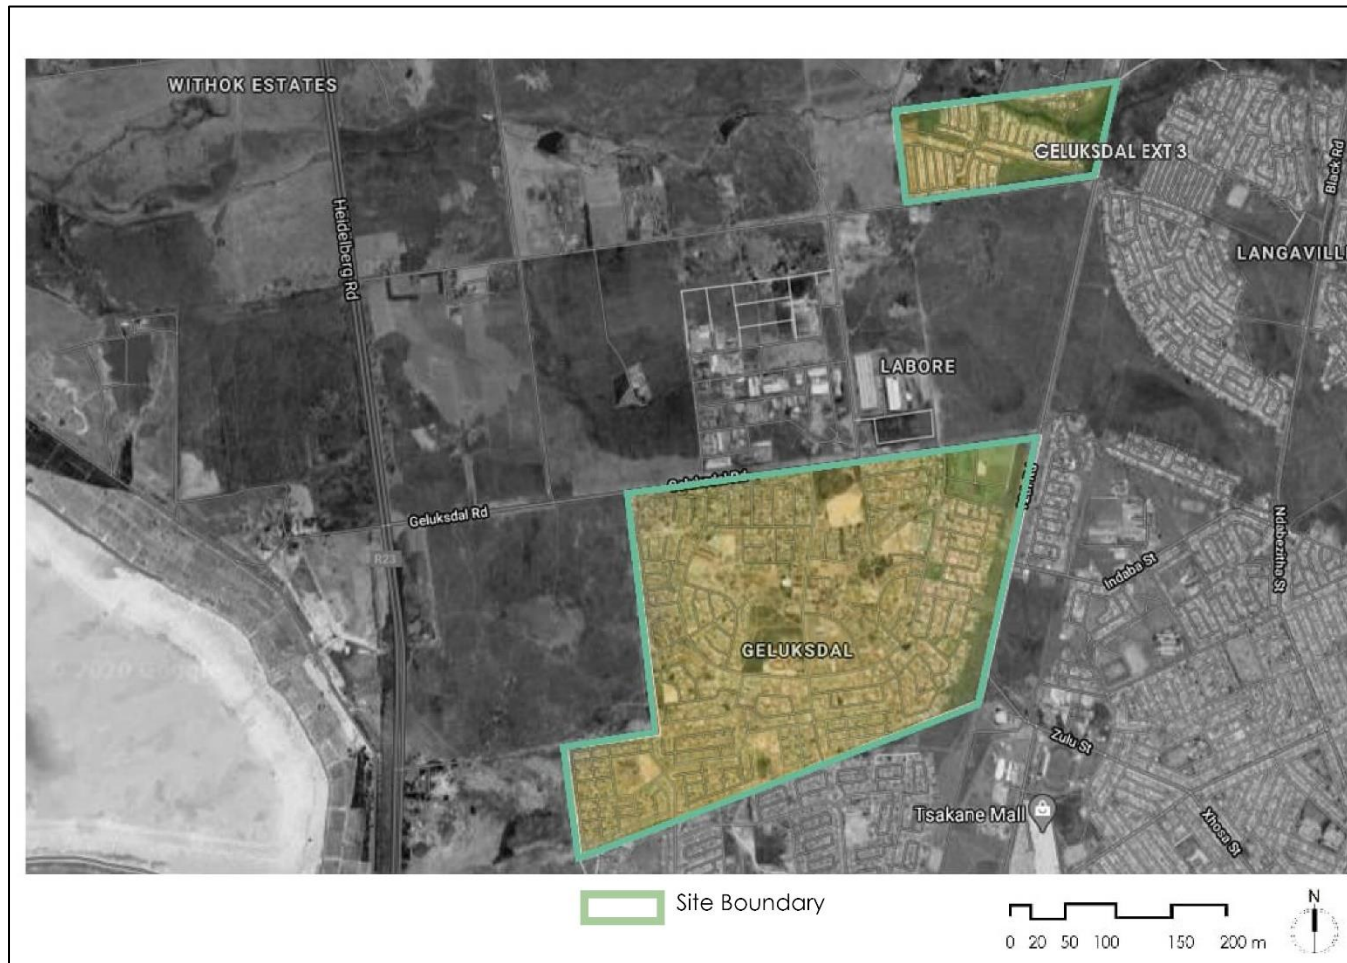 WITHOK ESTATES
GELUKSDAL EXT 3
Black Rd
Heidelberg Rd
LANGAVILL
LABORE
Geluksdal Rd
R23
Indaba St
Ndabezitha St
GELUKSDAL
Zulu St
Tsakane Mall
Xhosa St
Site Boundary
N
0 20 50 100 150 200 m